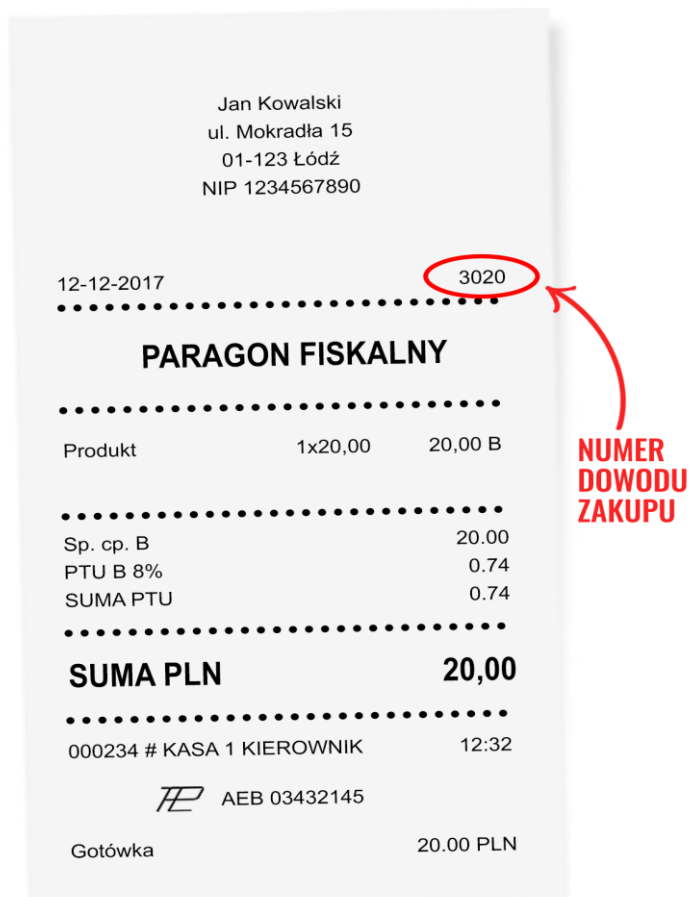 Jan Kowalski
ul. Mokradła 15
01-123 Łódź
NIP 1234567890
12-12-2017 3020
PARAGON FISKALNY
Produkt 1x20,00 20,00 B
Sp. cp. B 20.00
PTU B 8% 0.74
SUMA PTU 0.74
SUMA PLN 20,00
000234 # KASA 1 KIEROWNIK 12:32
AEB 03432145
Gotówka 20.00 PLN
NUMER
DOWODU
ZAKUPU